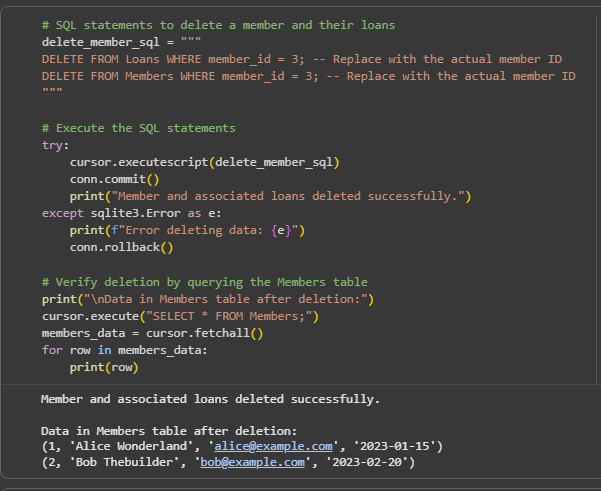 # SQL statements to delete a member and their loans
delete_member_sql = """
DELETE FROM Loans WHERE member_id = 3; -- Replace with the actual member ID
DELETE FROM Members WHERE member_id = 3; -- Replace with the actual member ID
"""

# Execute the SQL statements
try:
    cursor.executescript(delete_member_sql)
    conn.commit()
    print("Member and associated loans deleted successfully.")
except sqlite3.Error as e:
    print(f"Error deleting data: {e}")
    conn.rollback()

# Verify deletion by querying the Members table
print("\nData in Members table after deletion:")
cursor.execute("SELECT * FROM Members;")
members_data = cursor.fetchall()
for row in members_data:
    print(row)

Member and associated loans deleted successfully.

Data in Members table after deletion:
(1, 'Alice Wonderland', 'alice@example.com', '2023-01-15')
(2, 'Bob Thebuilder', 'bob@example.com', '2023-02-20')